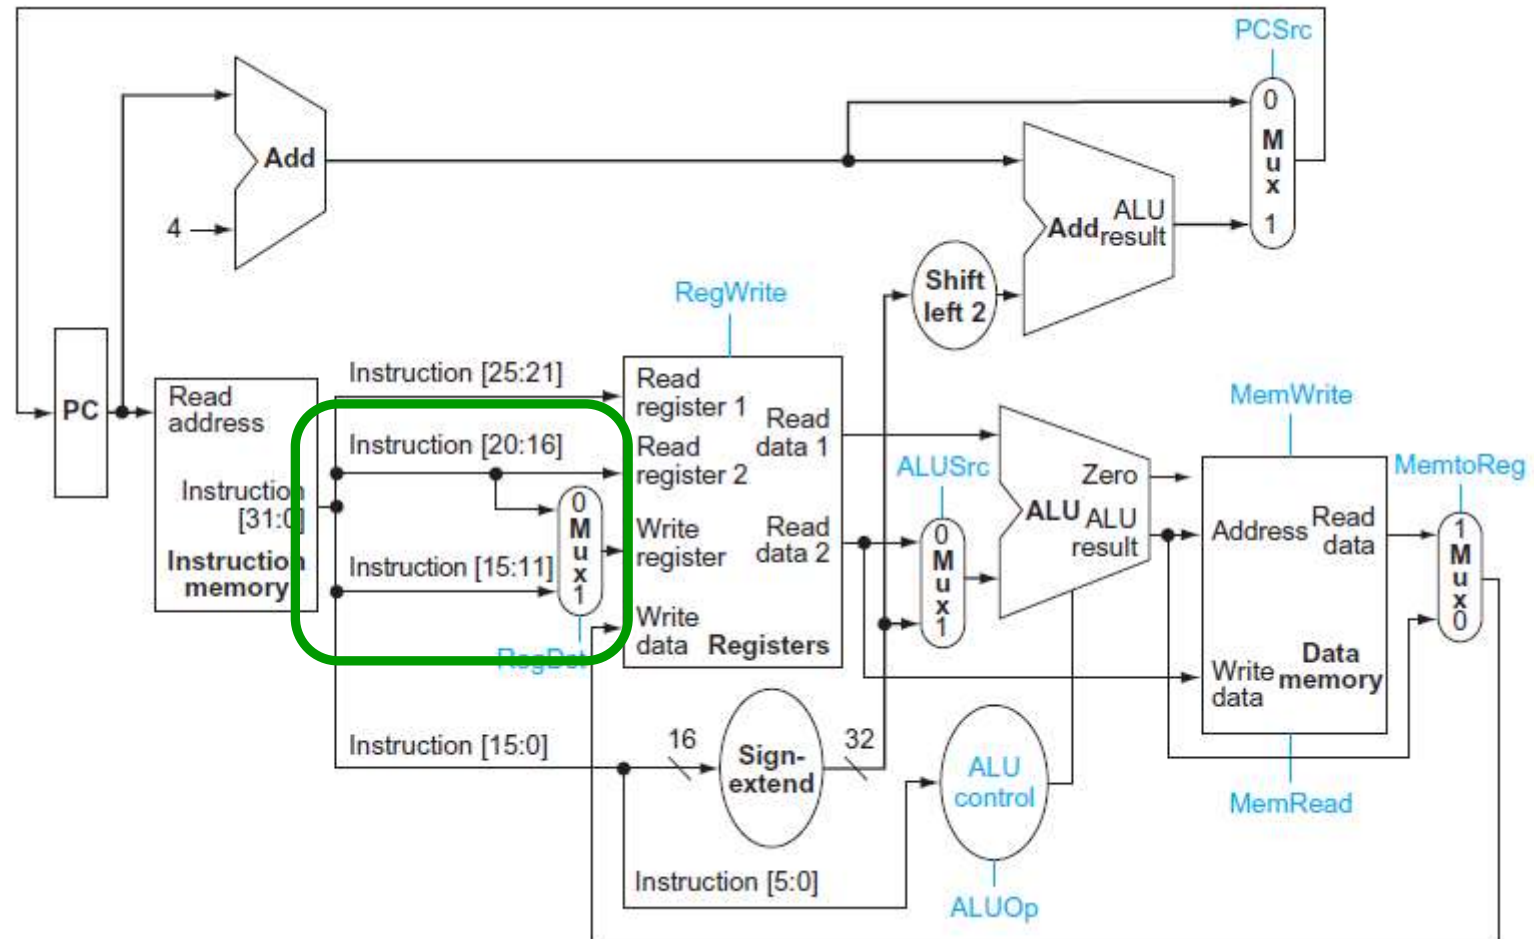 PCSrc
0
M
u
x
1
Add
4
Add
ALU
result
Shift
left 2
RegWrite
PC
Read
address
Instruction
[31:0]
Instruction
memory
Instruction [25:21]
Instruction [20:16]
Instruction [15:11]
0
M
u
x
1
RegDst
Read
register 1
Read
register 2
Write
register
Write
data
Read
data 1
Read
data 2
Registers
ALUSrc
0
M
u
x
1
Zero
ALU
ALU
result
MemWrite
Address
Read
data
Write
data
Data
memory
MemRead
MemtoReg
1
M
u
x
0
Instruction [15:0]
16
Sign-
extend
32
ALU
control
Instruction [5:0]
ALUOp